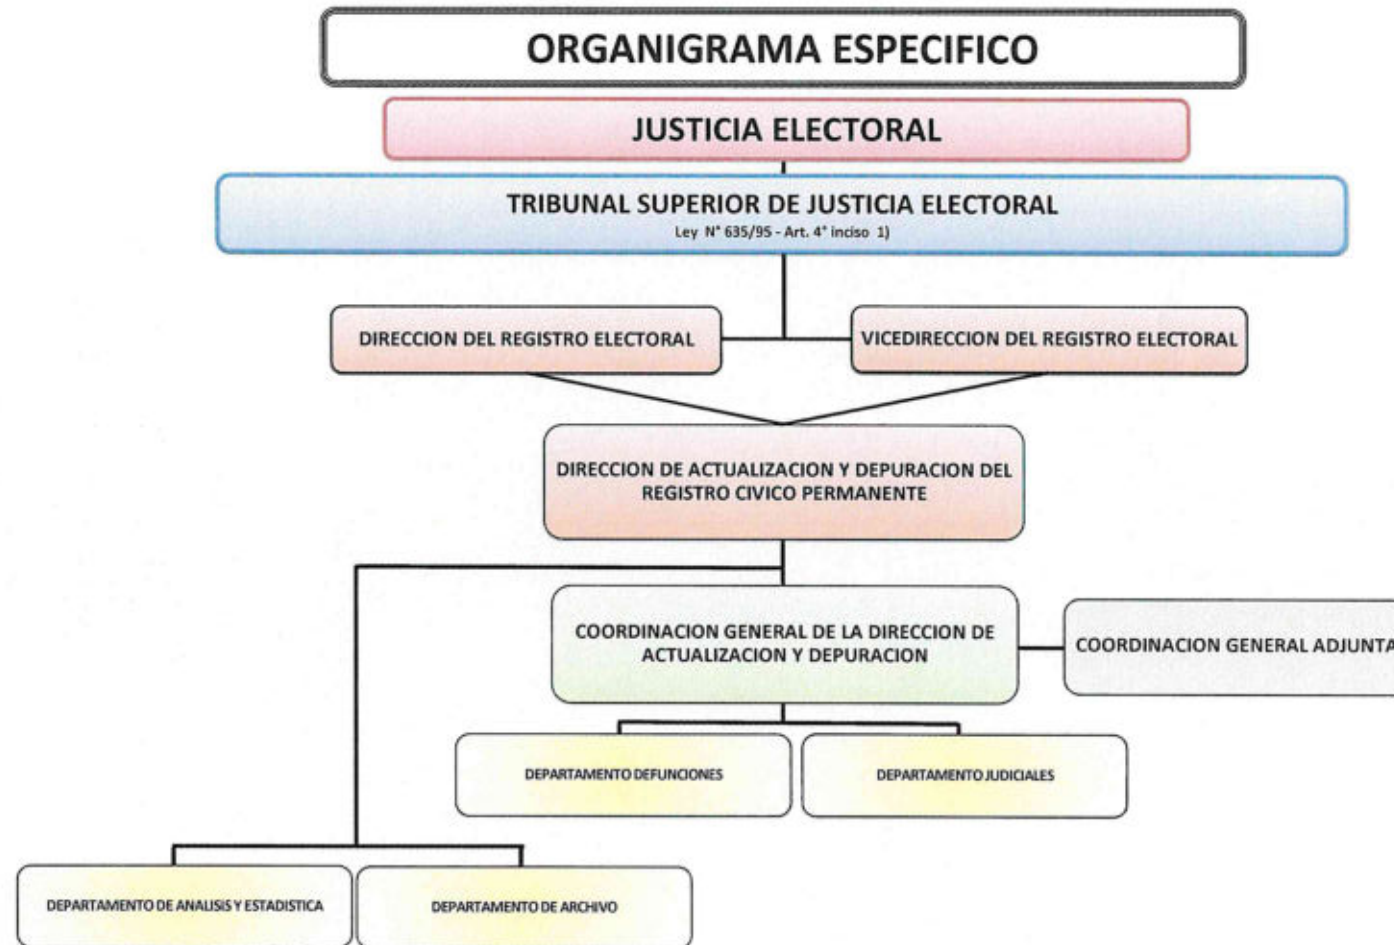 ORGANIGRAMA ESPECIFICO
JUSTICIA ELECTORAL
TRIBUNAL SUPERIOR DE JUSTICIA ELECTORAL
Ley N° 635/95 - Art. 4° inciso 1)
DIRECCION DEL REGISTRO ELECTORAL
VICEDIRECCION DEL REGISTRO ELECTORAL
DIRECCION DE ACTUALIZACION Y DEPURACION DEL
REGISTRO CIVICO PERMANENTE
COORDINACION GENERAL DE LA DIRECCION DE
ACTUALIZACION Y DEPURACION
COORDINACION GENERAL ADJUNTA
DEPARTAMENTO DEFUNCIONES
DEPARTAMENTO JUDICIALES
DEPARTAMENTO DE ANALISIS Y ESTADISTICA
DEPARTAMENTO DE ARCHIVO